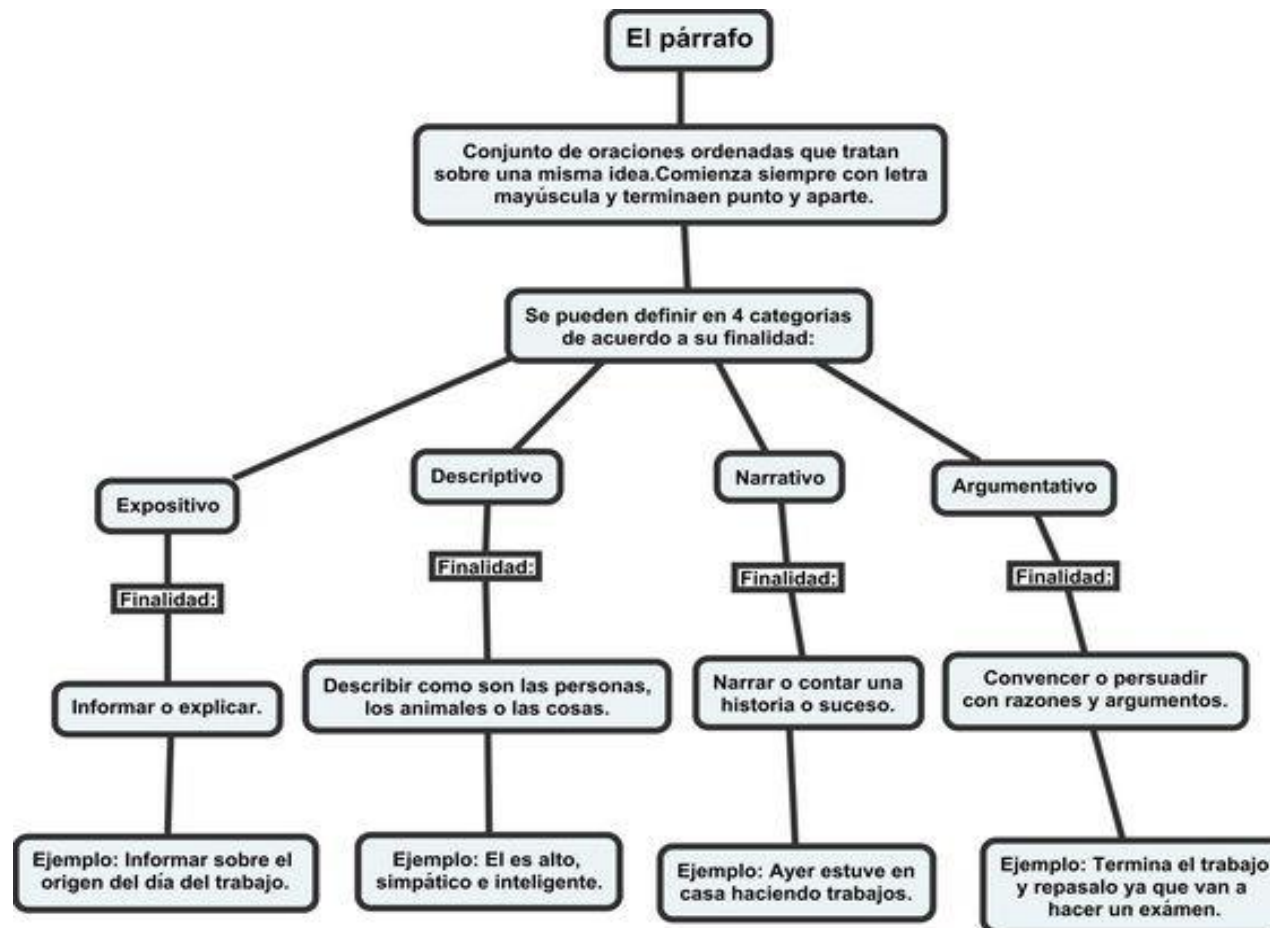 El párrafo
Conjunto de oraciones ordenadas que tratan
sobre una misma idea.Comienza siempre con letra
mayúscula y terminaen punto y aparte.
Se pueden definir en 4 categorias
de acuerdo a su finalidad:
Expositivo
Descriptivo
Narrativo
Argumentativo
Finalidad:
Finalidad:
Finalidad:
Finalidad:
Informar o explicar.
Describir como son las personas,
los animales o las cosas.
Narrar o contar una
historia o suceso.
Convencer o persuadir
con razones y argumentos.
Ejemplo: Informar sobre el
origen del día del trabajo.
Ejemplo: El es alto,
simpático e inteligente.
Ejemplo: Ayer estuve en
casa haciendo trabajos.
Ejemplo: Termina el trabajo
y repasalo ya que van a
hacer un exámen.